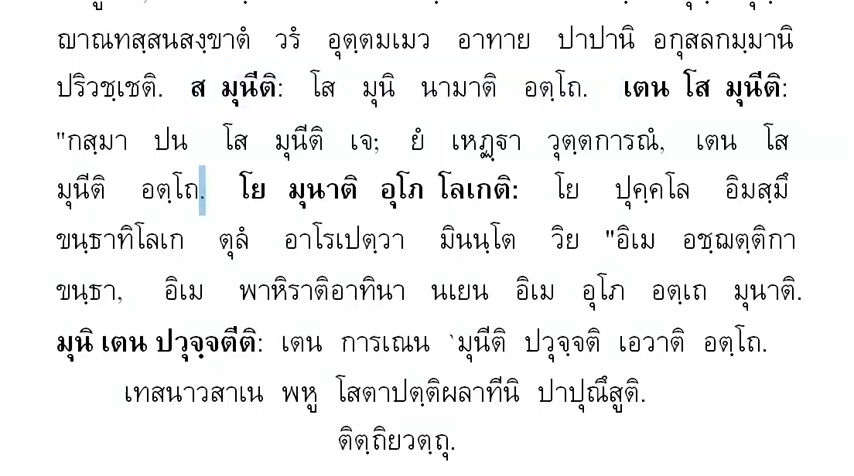 ญาณทสฺสนสงฺขาตํ วรํ อุตฺตมเมว อาทาย ปาปานิ อกุสลกมฺมานิ
ปริวชฺเชติ. ส มุนีติ: โส มุนิ นามาติ อตฺโถ. เตน โส มุนีติ:
"กสฺมา ปน โส มุนีติ เจ; ยํ เหฏฺฐา วุตฺตการณํ, เตน โส
มุนีติ อตฺโถ. โย มุนาติ อุโภ โลเกติ: โย ปุคฺคโล อิมสฺมึ
ขนฺธาทิโลเก ตุลํ อาโรเปตฺวา มินนฺโต วิย "อิเม อชฺฌตฺติกา
ขนฺธา, อิเม พาหิราติอาทินา นเยน อิเม อุโภ อตฺเถ มุนาติ.
มุนิ เตน ปวุจฺจตีติ: เตน การเณน `มุนีติ ปวุจฺจติ เอวาติ อตฺโถ.
เทสนาวสาเน พหู โสตาปตฺติผลาทีนิ ปาปุณึสูติ.
ติตฺถิยวตฺถุ.